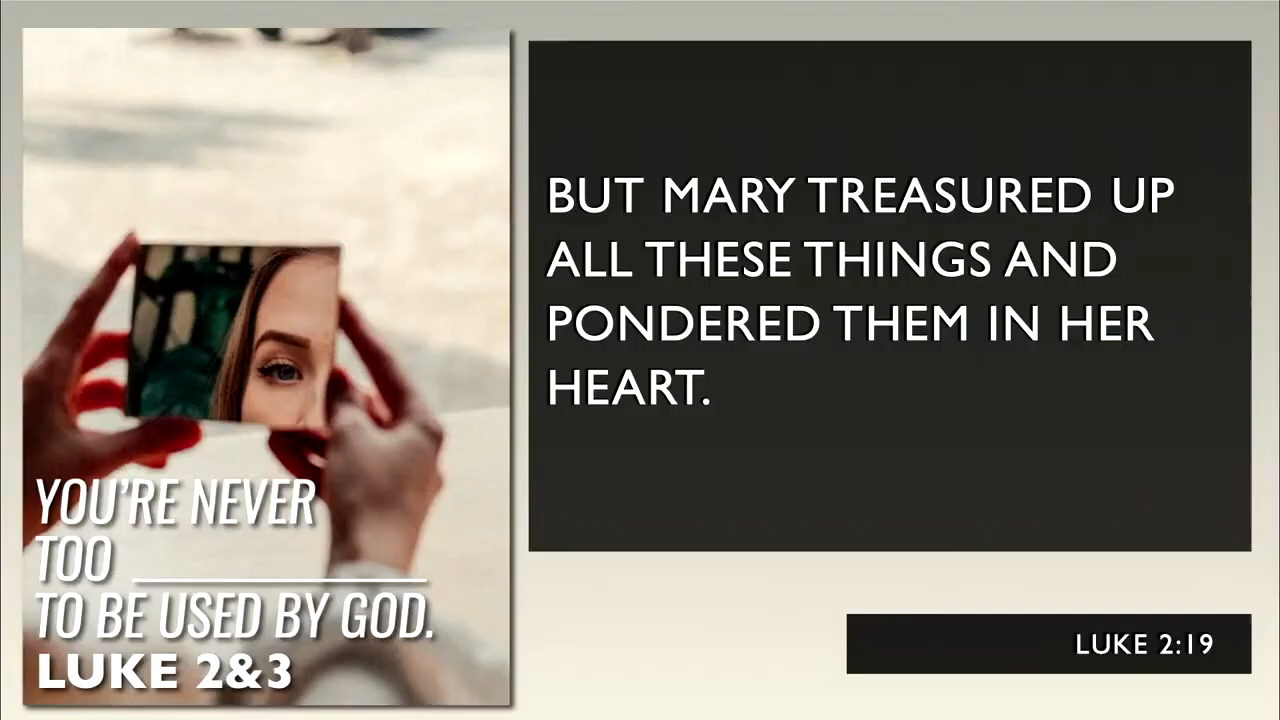 BUT MARY TREASURED UP
ALL THESE THINGS AND
PONDERED THEM IN HER
HEART.
YOU'RE NEVER
TOO ____________
TO BE USED BY GOD.
LUKE 2&3
LUKE 2:19